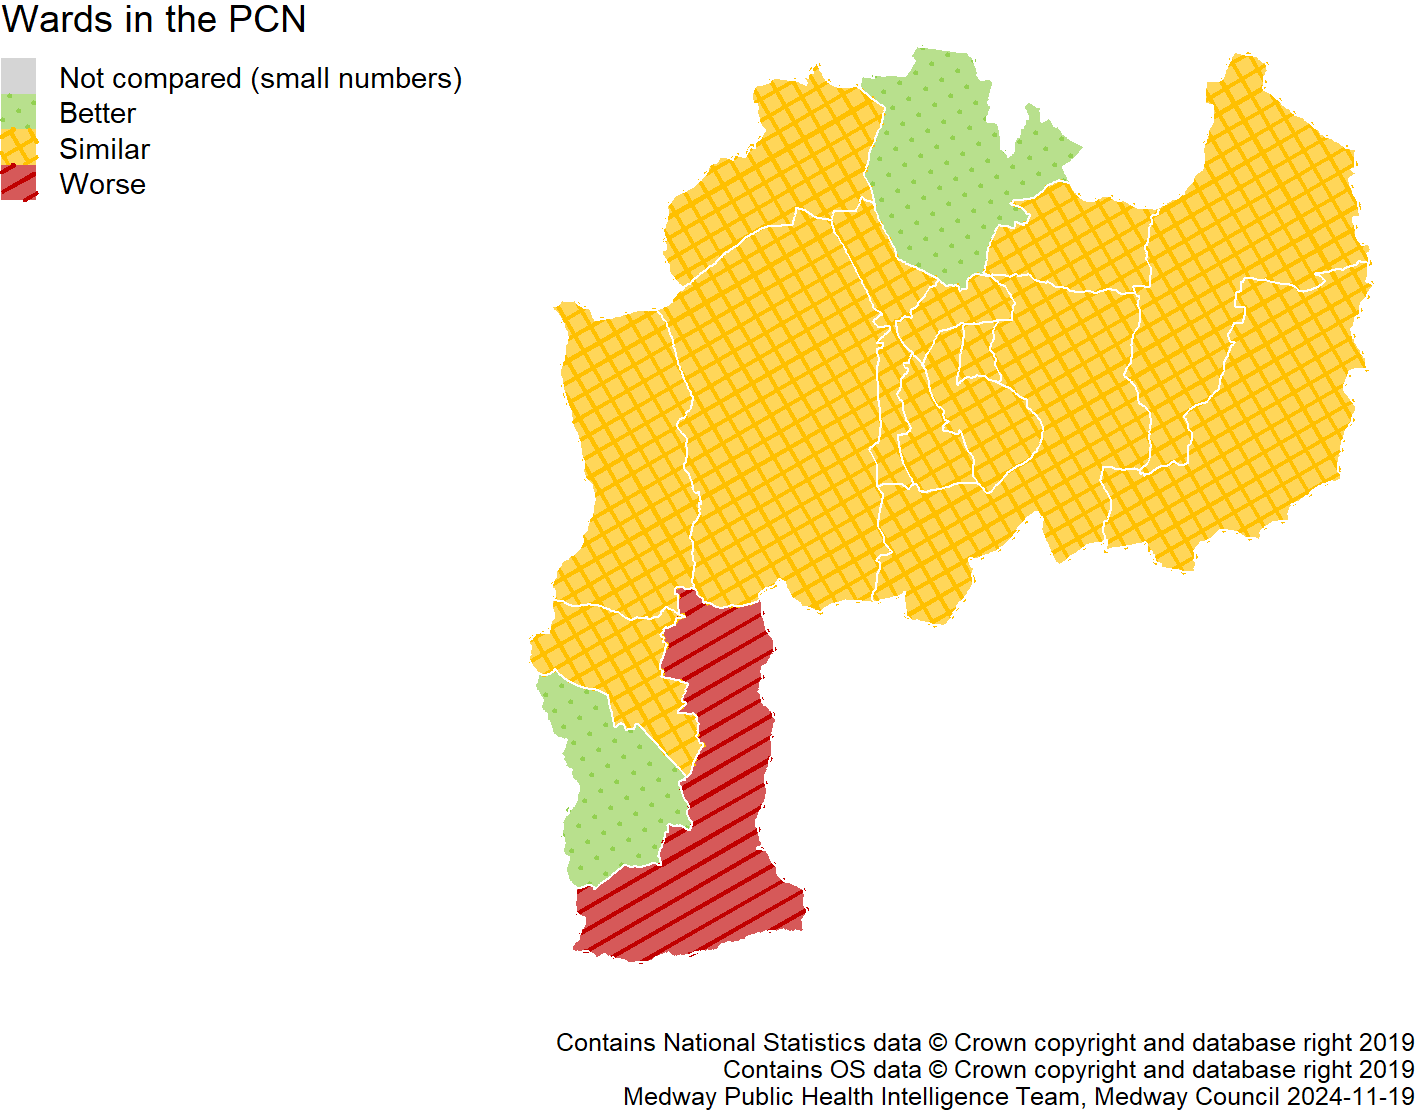 Wards in the PCN
Not compared (small numbers)
Better
Similar
Worse
Contains National Statistics data © Crown copyright and database right 2019
Contains OS data © Crown copyright and database right 2019
Medway Public Health Intelligence Team, Medway Council 2024-11-19